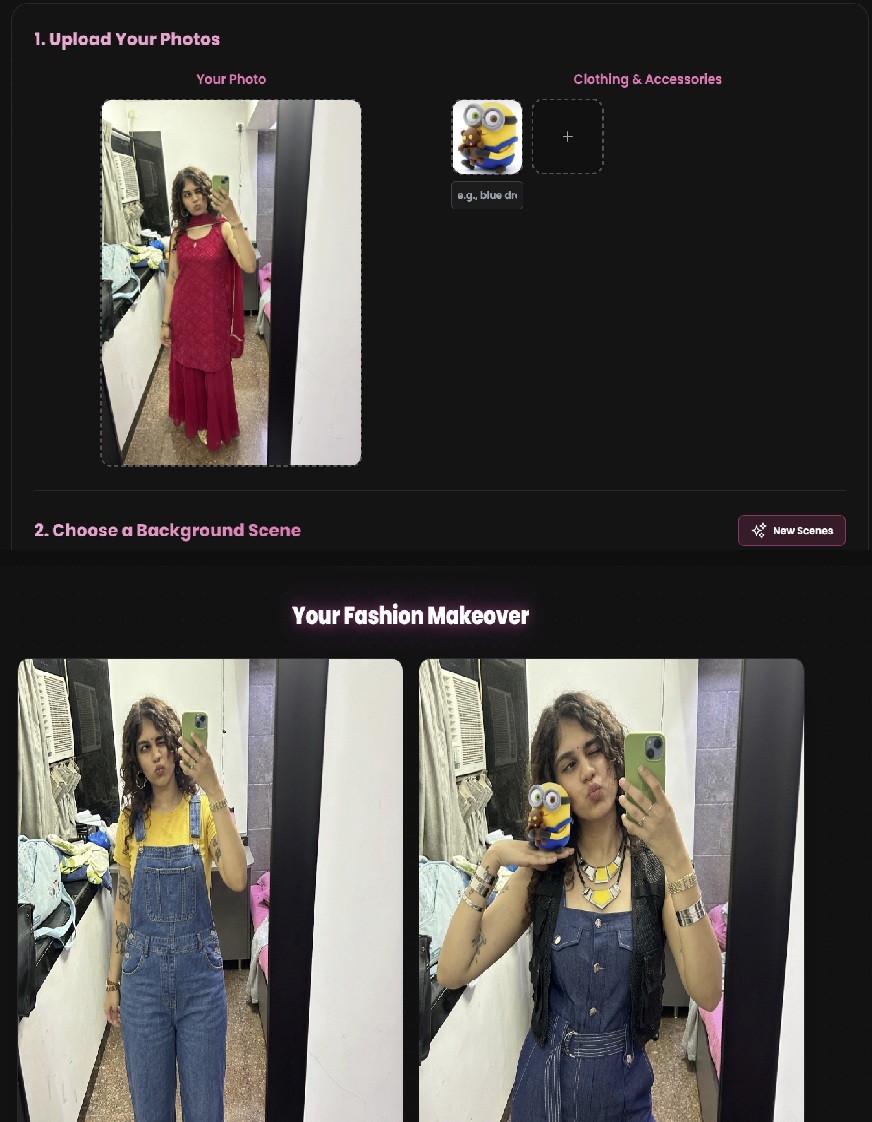 1. Upload Your Photos
Your Photo
Clothing & Accessories
+
e.g., blue dr
2. Choose a Background Scene
New Scenes
Your Fashion Makeover